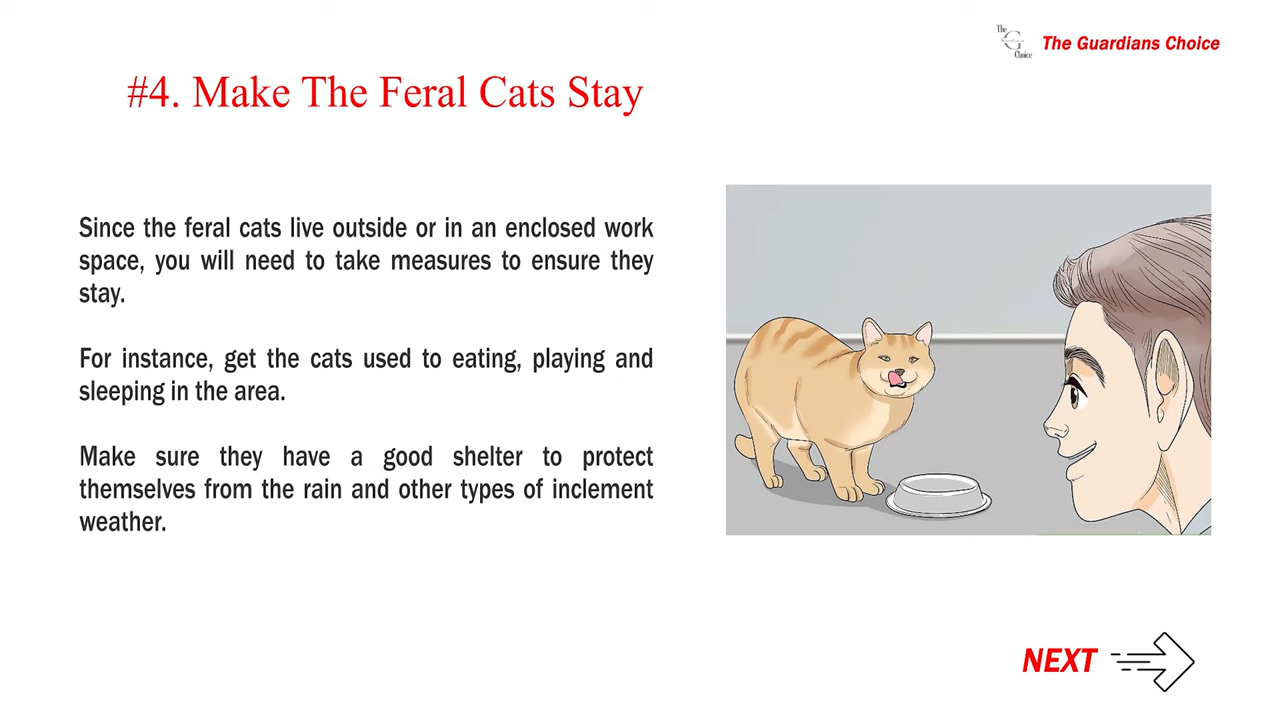 The
G
Choice
The Guardians Choice
#4. Make The Feral Cats Stay
Since the feral cats live outside or in an enclosed work
space, you will need to take measures to ensure they
stay.
For instance, get the cats used to eating, playing and
sleeping in the area.
Make sure they have a good shelter to protect
themselves from the rain and other types of inclement
weather.
NEXT